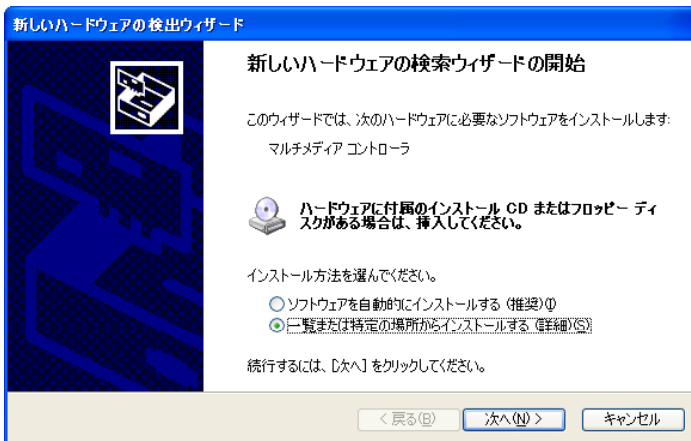 新しいハードウェアの検出ウィザード
新しいハードウェアの検索ウィザードの開始
このウィザードでは、次のハードウェアに必要なソフトウェアをインストールします:
マルチメディア コントローラ
ハードウェアに付属のインストール CD またはフロッピー ディ
スクがある場合は、挿入してください。
インストール方法を選んでください。
ソフトウェアを自動的にインストールする (推奨)(I)
一覧または特定の場所からインストールする (詳細)(S)
続行するには、[次へ] をクリックしてください。
< 戻る(B) 次へ(N) > キャンセル